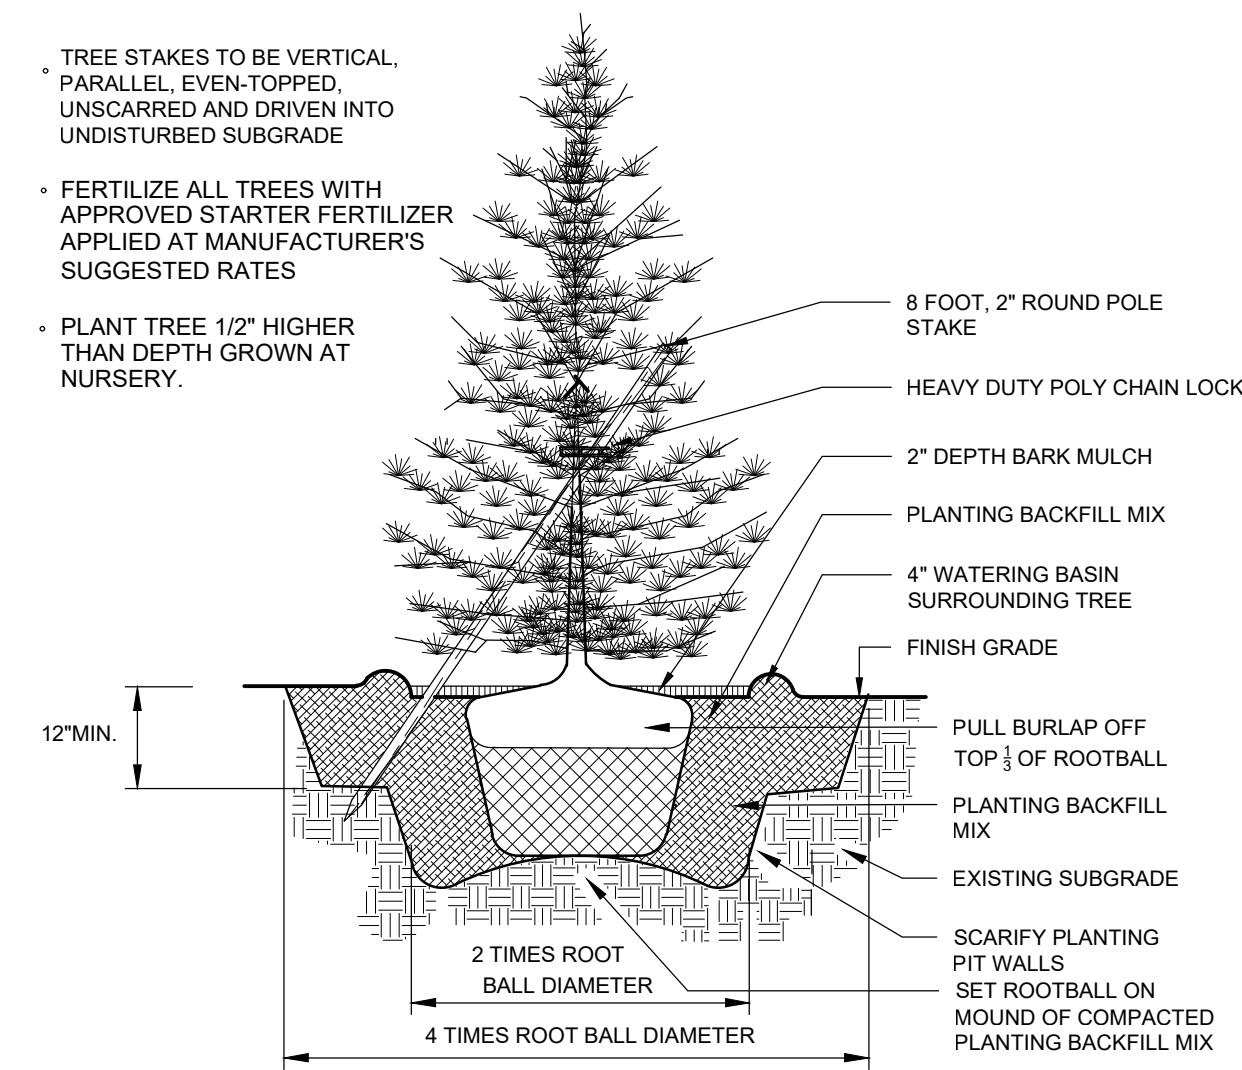 TREE STAKES TO BE VERTICAL,
PARALLEL, EVEN-TOPPED,
UNSCARRED AND DRIVEN INTO
UNDISTURBED SUBGRADE
FERTILIZE ALL TREES WITH
APPROVED STARTER FERTILIZER
APPLIED AT MANUFACTURER'S
SUGGESTED RATES
PLANT TREE 1/2" HIGHER
THAN DEPTH GROWN AT
NURSERY.
8 FOOT, 2" ROUND POLE
STAKE
HEAVY DUTY POLY CHAIN LOCK
2" DEPTH BARK MULCH
PLANTING BACKFILL MIX
4" WATERING BASIN
SURROUNDING TREE
FINISH GRADE
12"MIN.
PULL BURLAP OFF
TOP 1/3 OF ROOTBALL
PLANTING BACKFILL
MIX
EXISTING SUBGRADE
SCARIFY PLANTING
PIT WALLS
SET ROOTBALL ON
MOUND OF COMPACTED
PLANTING BACKFILL MIX
2 TIMES ROOT
BALL DIAMETER
4 TIMES ROOT BALL DIAMETER